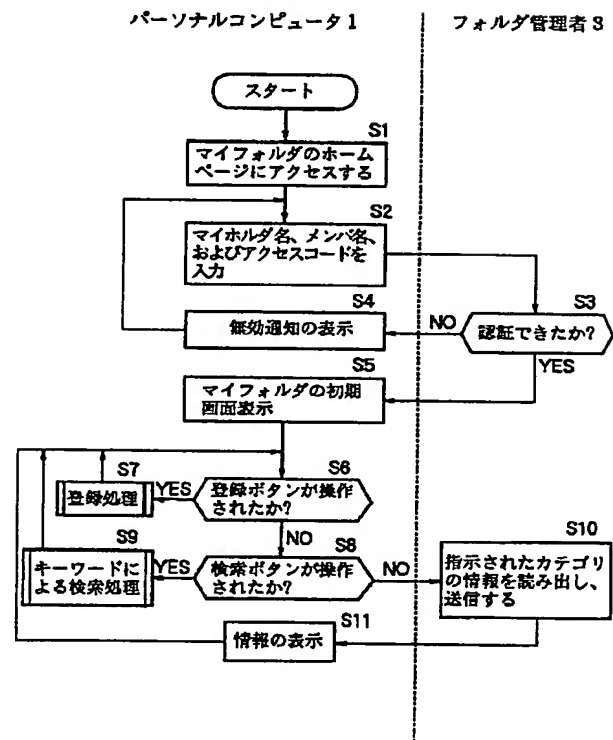 パーソナルコンピュータ1
フォルダ管理者3
スタート
S1
マイフォルダのホーム
ページにアクセスする
S2
マイホルダ名、メンバ名、
およびアクセスコードを
入力
S3
認証できたか?
NO
YES
S4
無効通知の表示
S5
マイフォルダの初期
画面表示
S6
登録ボタンが操作
されたか?
YES
NO
S7
登録処理
S8
検索ボタンが操作
されたか?
YES
NO
S9
キーワードに
よる検索処理
S10
指示されたカテゴリ
の情報を読み出し、
送信する
S11
情報の表示